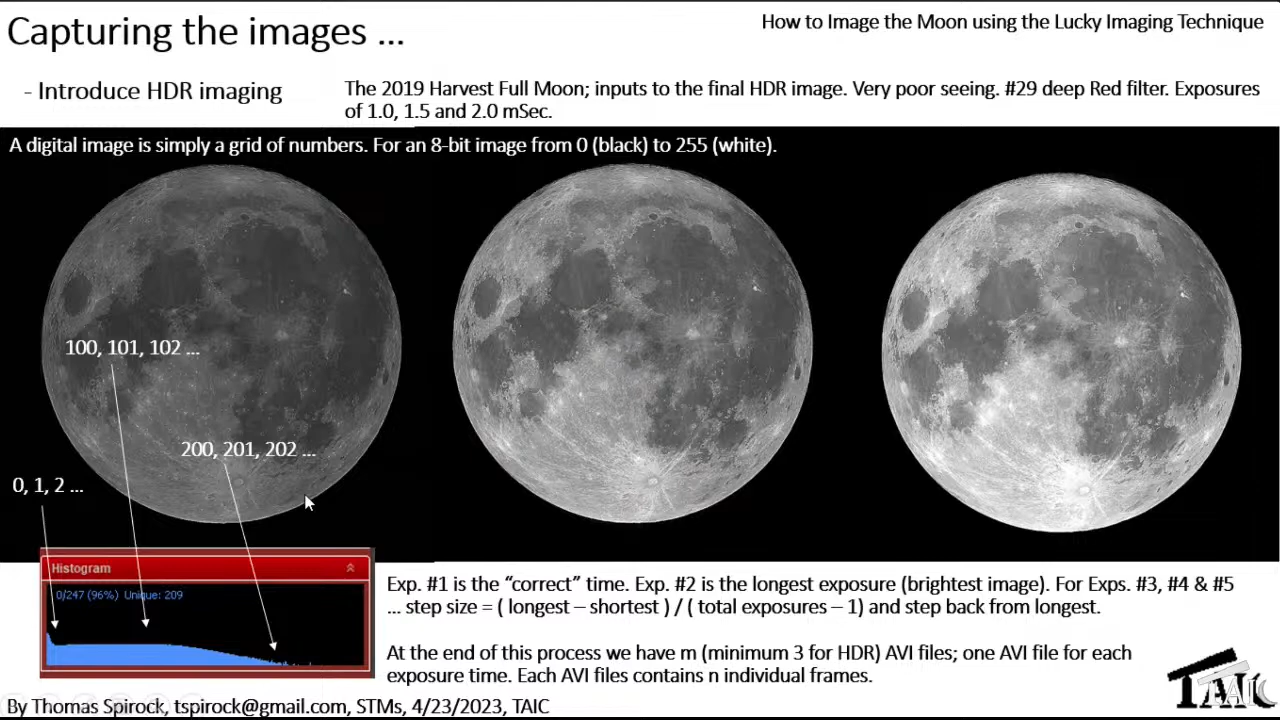 Capturing the images ...
How to Image the Moon using the Lucky Imaging Technique
- Introduce HDR imaging
The 2019 Harvest Full Moon; inputs to the final HDR image. Very poor seeing. #29 deep Red filter. Exposures
of 1.0, 1.5 and 2.0 mSec.
A digital image is simply a grid of numbers. For an 8-bit image from 0 (black) to 255 (white).
100, 101, 102 ...
200, 201, 202 ...
0, 1, 2 ...
Histogram
0/247 (96%) Unique: 209
Exp. #1 is the “correct” time. Exp. #2 is the longest exposure (brightest image). For Exps. #3, #4 & #5
... step size = ( longest – shortest ) / ( total exposures – 1) and step back from longest.
At the end of this process we have m (minimum 3 for HDR) AVI files; one AVI file for each
exposure time. Each AVI files contains n individual frames.
By Thomas Spirock, tspirock@gmail.com, STMs, 4/23/2023, TAIC
TAIC